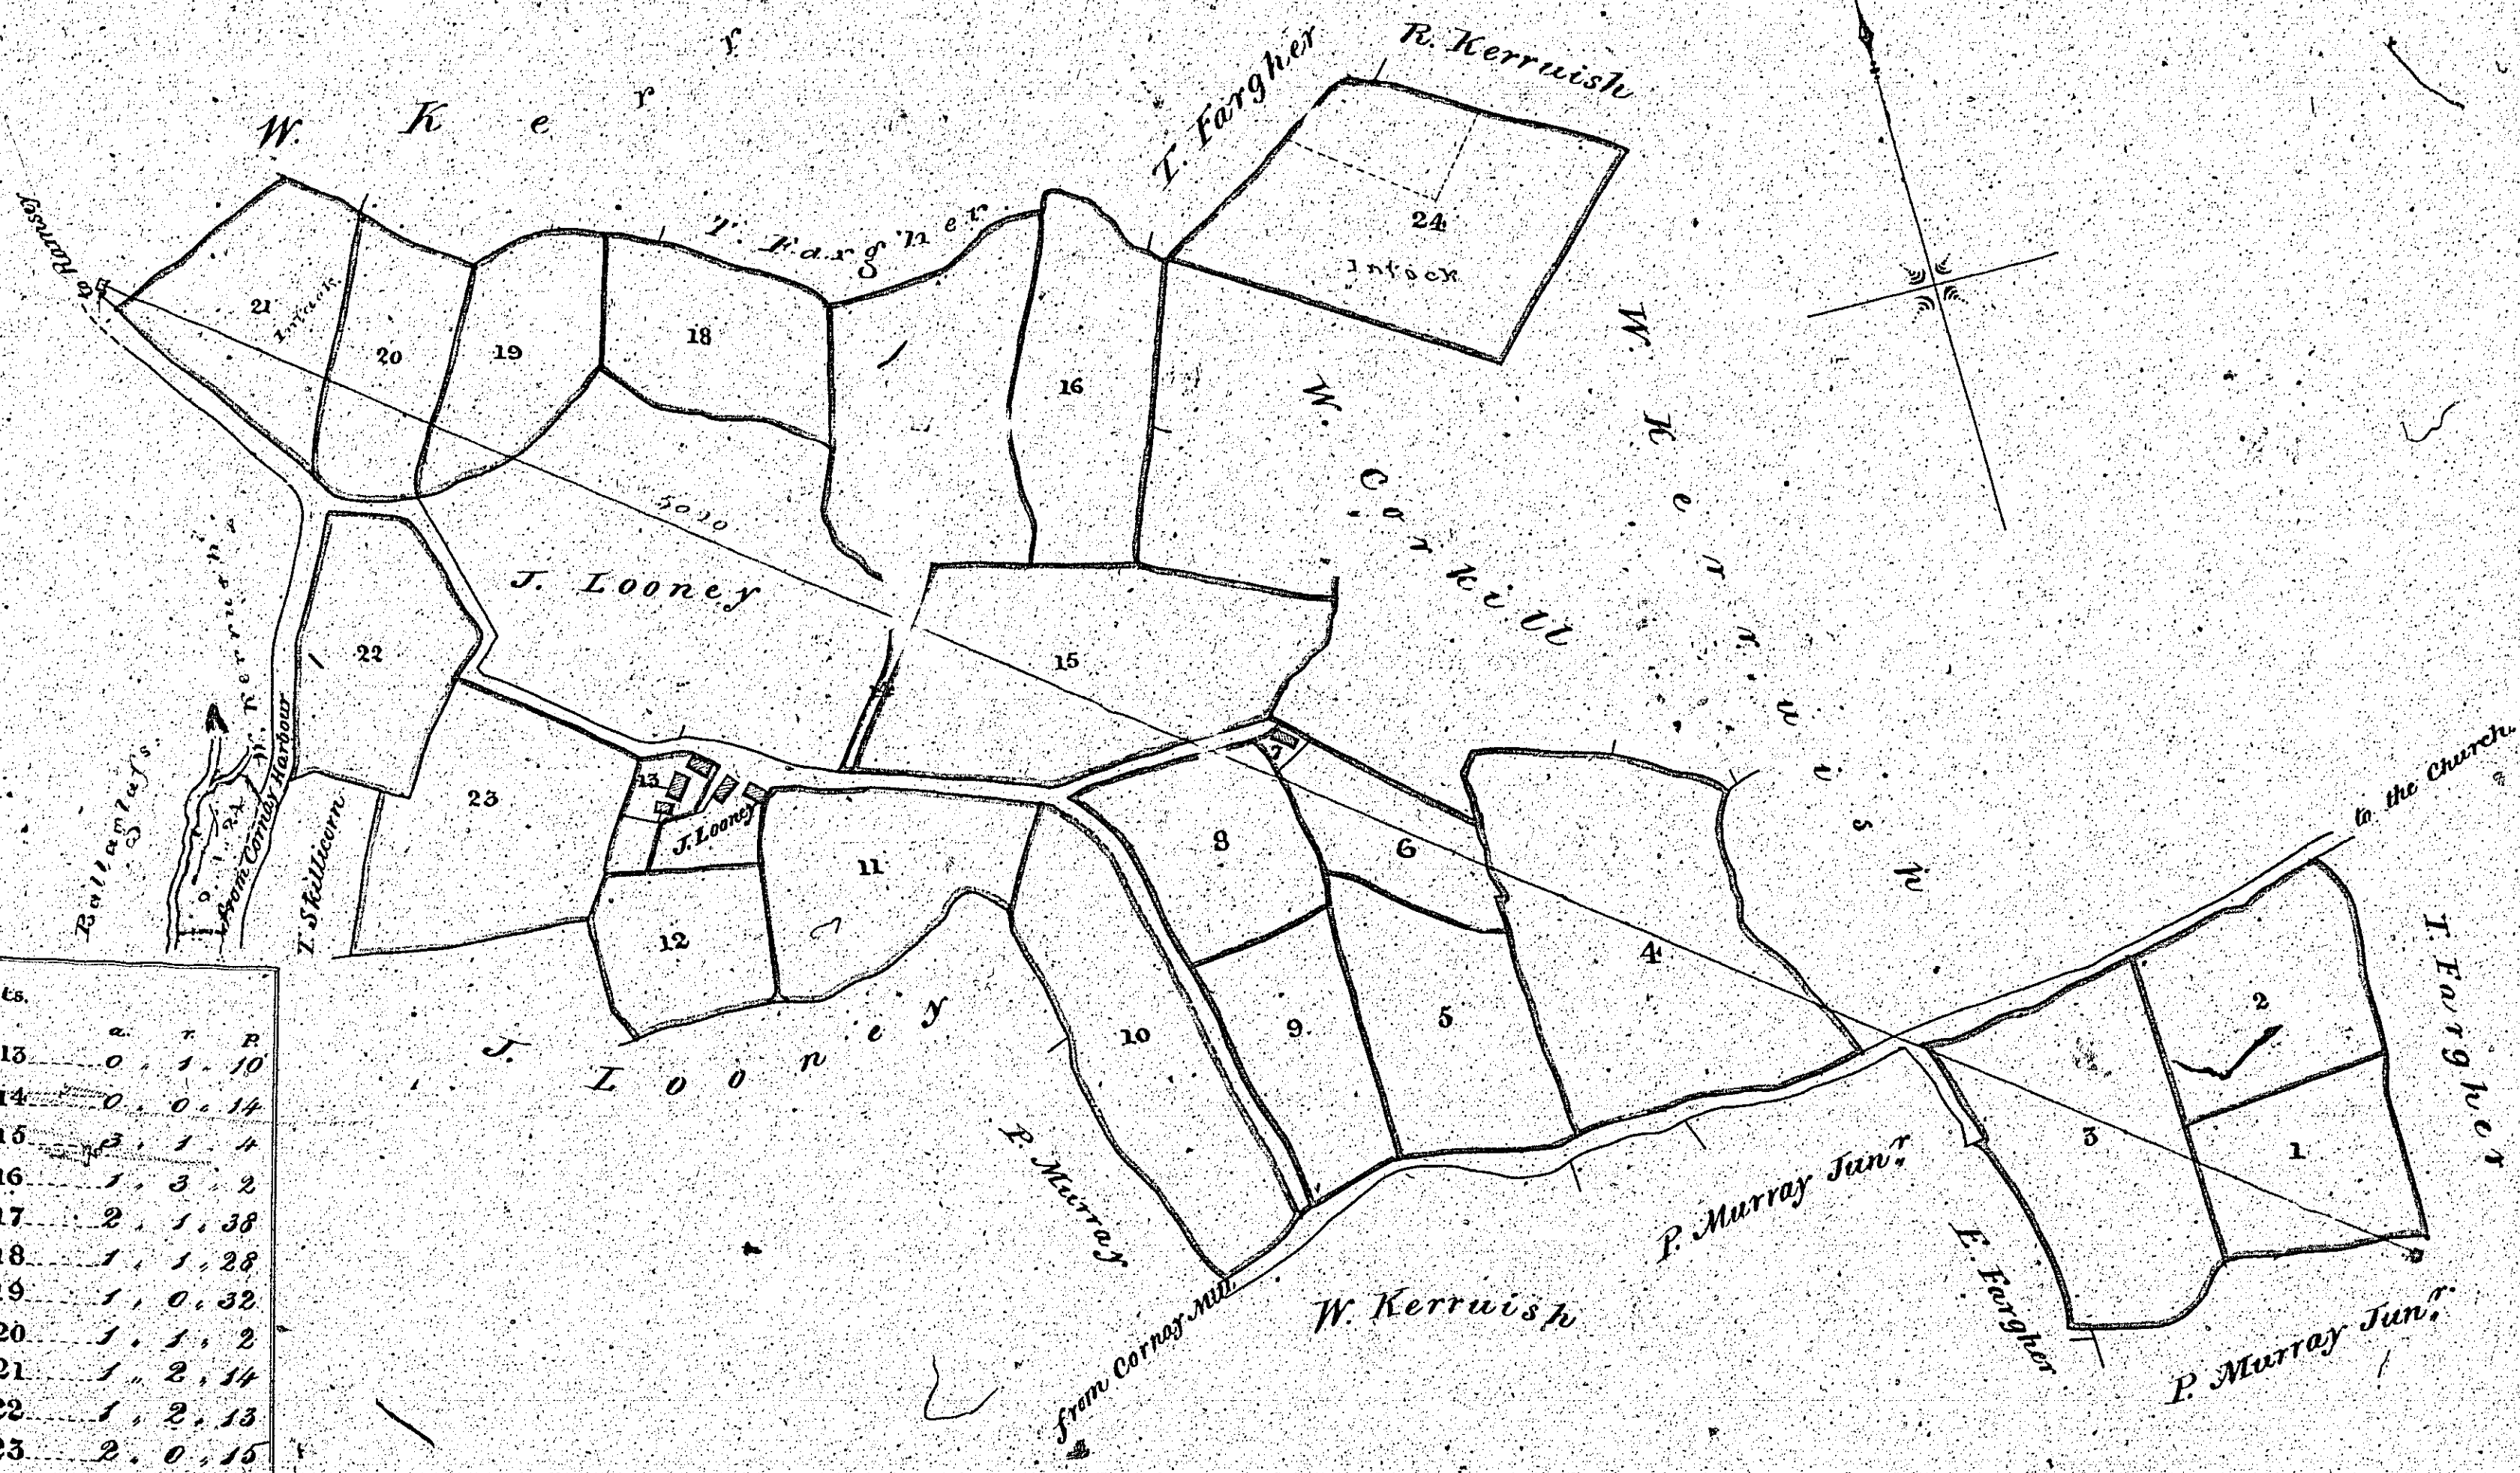 W. Kerr
T. Fargher
R. Kerruish
to Ramsey
T. Fargher
24
Intack
21
Intack
20
19
18
16
W. Corkill
W. Kerruish
5010
J. Looney
15
22
W. Kerruish
Ballaglass.
from Cornay Harbour
T. Skillicorn
23
13
J. Looney
7
8
6
11
12
4
to the Church.
T. Fargher
2
10
9
5
3
1
J. Looney
P. Murray
P. Murray Junr.
E. Fargher
from Cornay Mill
W. Kerruish
P. Murray Junr.
ts.
a. r. p.
13 0 . 1 . 10
14 0 . 0 . 14
15 3 . 1 . 4
16 1 . 3 . 2
17 2 . 1 . 38
18 1 . 1 . 28
19 1 . 0 . 32
20 1 . 1 . 2
21 1 . 2 . 14
22 1 . 2 . 13
23 2 . 0 . 15